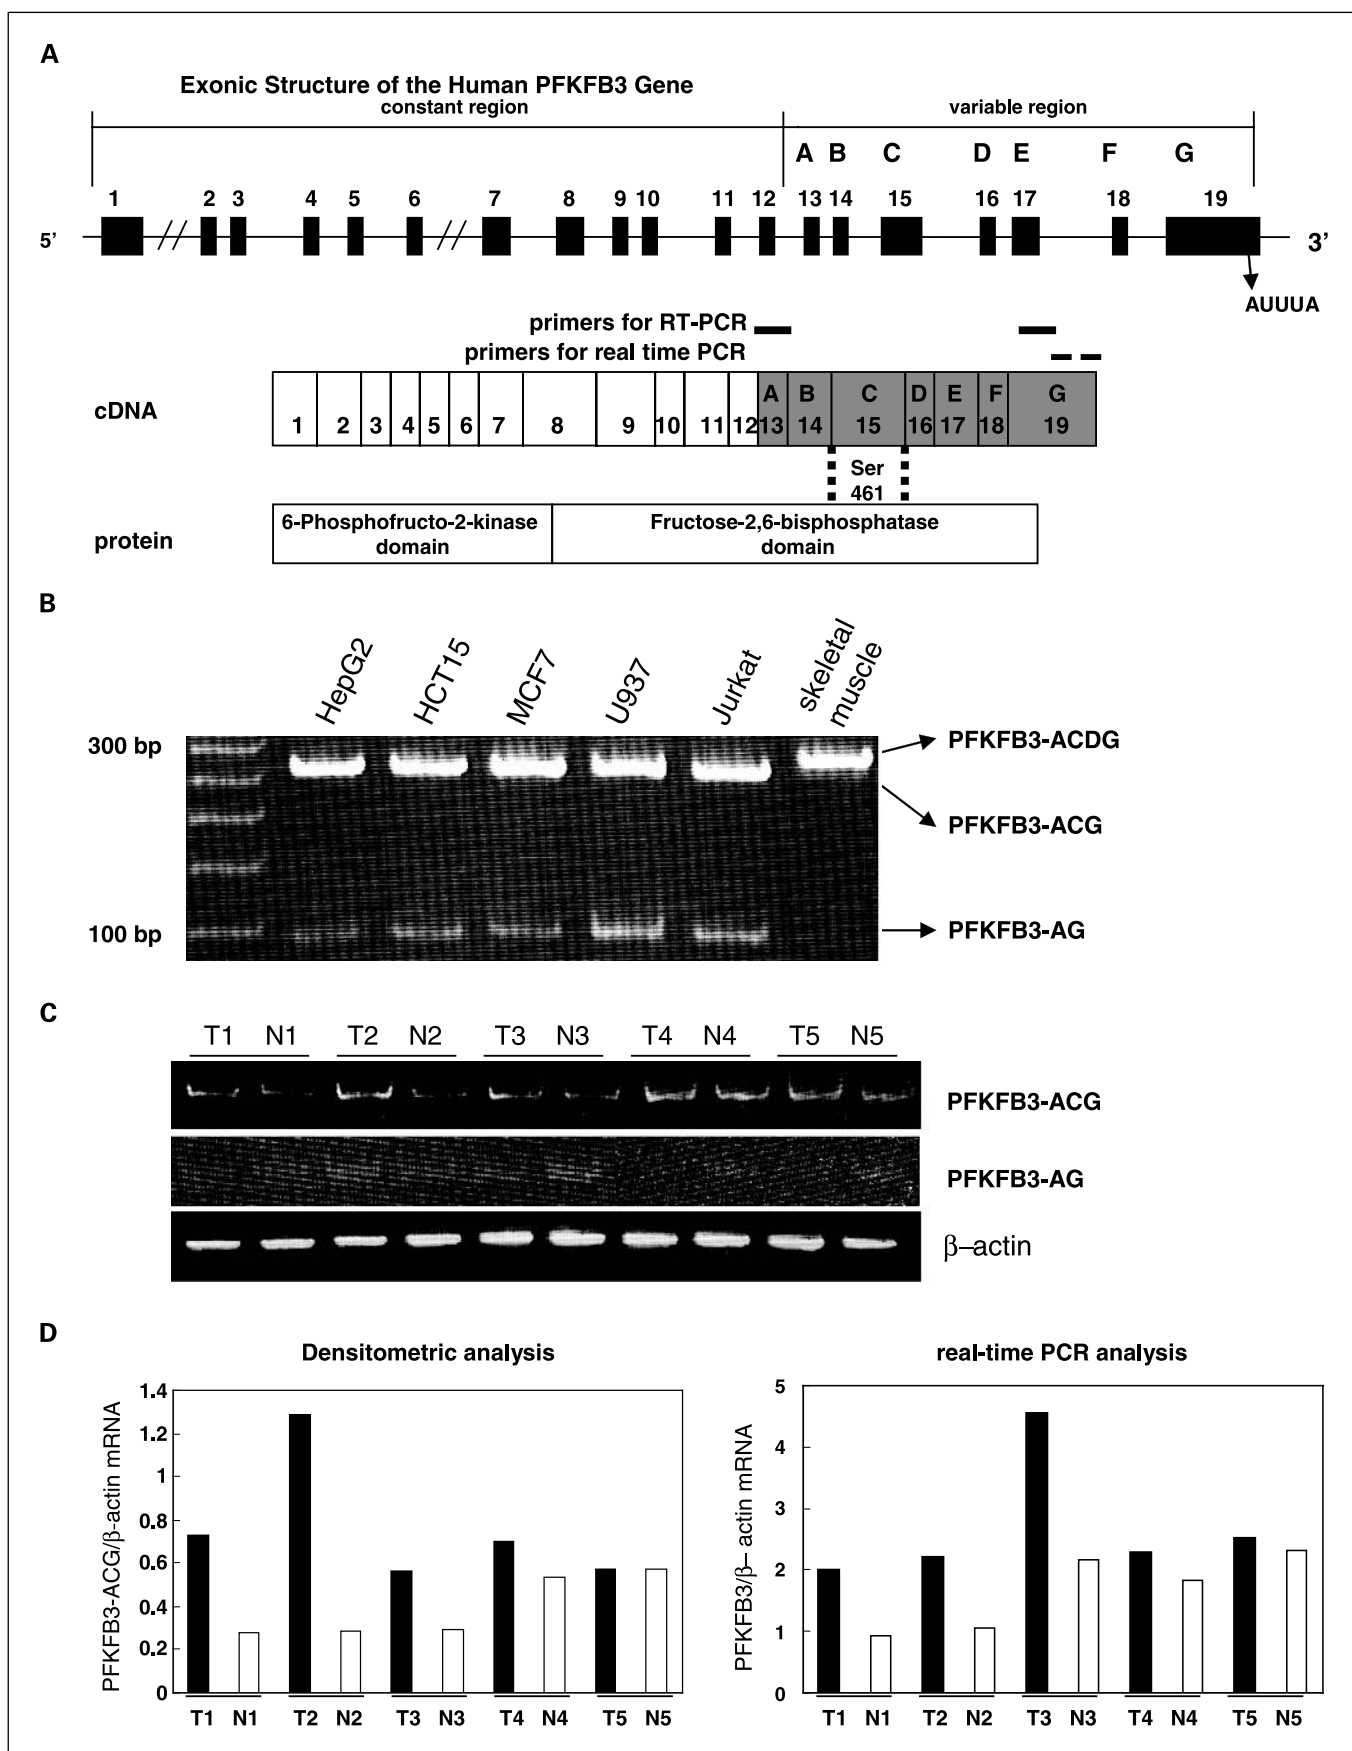 A
Exonic Structure of the Human PFKFB3 Gene
constant region
variable region
A B C D E F G
1 2 3 4 5 6 7 8 9 10 11 12 13 14 15 16 17 18 19
5’ // // 3’
AUUUA
primers for RT-PCR
primers for real time PCR
A B C D E F G
cDNA
1 2 3 4 5 6 7 8 9 10 11 12 13 14 15 16 17 18 19
Ser
461
protein
6-Phosphofructo-2-kinase
domain
Fructose-2,6-bisphosphatase
domain
B
HepG2
HCT15
MCF7
U937
Jurkat
skeletal
muscle
300 bp
PFKFB3-ACDG
PFKFB3-ACG
100 bp
PFKFB3-AG
C
T1 N1 T2 N2 T3 N3 T4 N4 T5 N5
PFKFB3-ACG
PFKFB3-AG
β–actin
D
Densitometric analysis
PFKFB3-ACG/β-actin mRNA
1.4
1.2
1
0.8
0.6
0.4
0.2
0
T1 N1 T2 N2 T3 N3 T4 N4 T5 N5
real-time PCR analysis
PFKFB3/β– actin mRNA
5
4
3
2
1
0
T1 N1 T2 N2 T3 N3 T4 N4 T5 N5